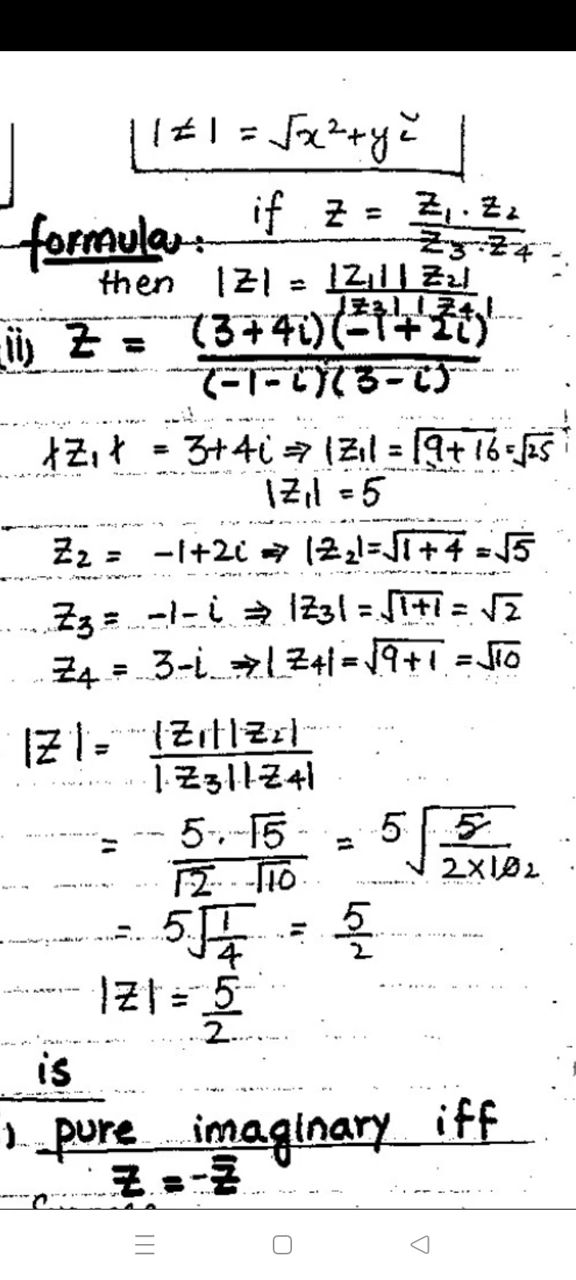 |Z| = √x²+y²
if Z = Z₁.Z₂ / Z₃.Z₄
formula:
then |Z| = |Z₁||Z₂| / |Z₃||Z₄|
ii) Z = (3+4i)(-1+2i) / (-1-i)(3-i)
Z₁ = 3+4i ⇒ |Z₁| = √9+16 = √25
|Z₁| = 5
Z₂ = -1+2i ⇒ |Z₂| = √1+4 = √5
Z₃ = -1-i ⇒ |Z₃| = √1+1 = √2
Z₄ = 3-i ⇒ |Z₄| = √9+1 = √10
|Z| = |Z₁||Z₂| / |Z₃||Z₄|
= 5.√5 / √2 √10 = 5√5 / 2×10 2
= 5√1/4 = 5/2
|Z| = 5/2
is
) pure imaginary iff
Z = -Z̄